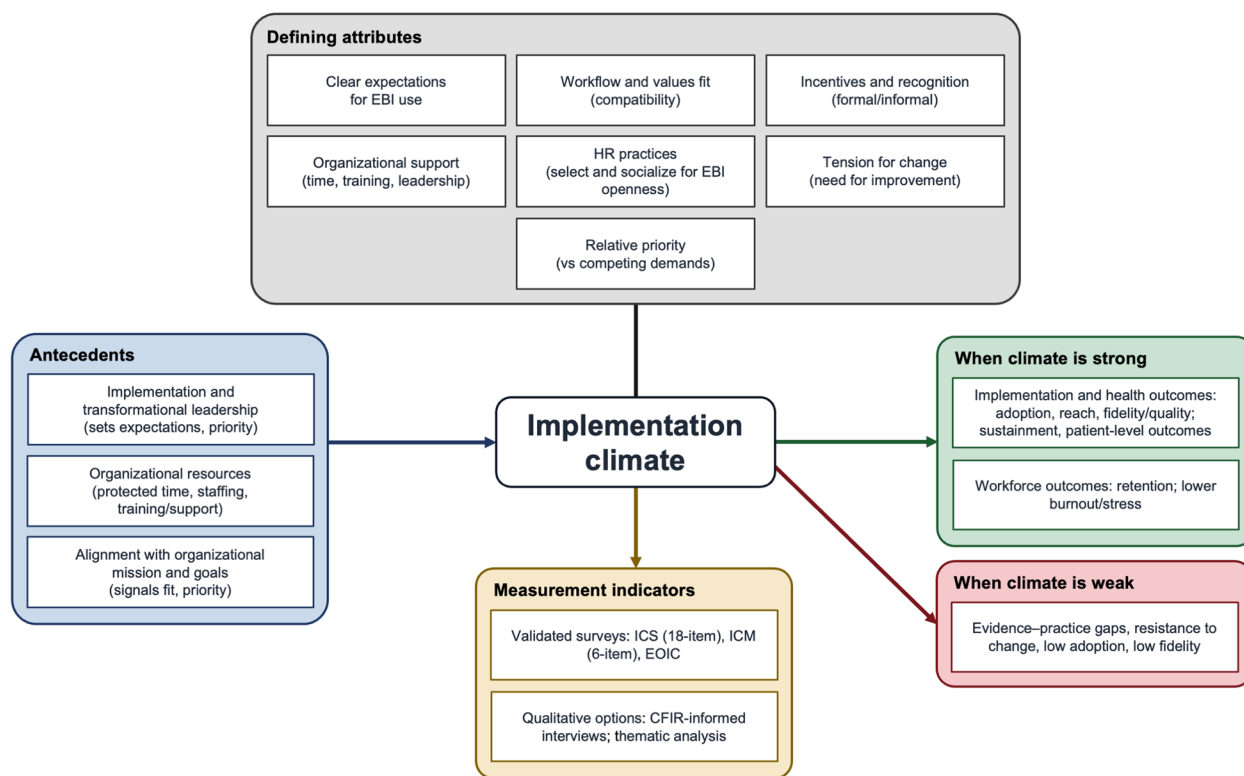 Defining attributes
Clear expectations
for EBI use
Workflow and values fit
(compatibility)
Incentives and recognition
(formal/informal)
Organizational support
(time, training, leadership)
HR practices
(select and socialize for EBI
openness)
Tension for change
(need for improvement)
Relative priority
(vs competing demands)
Antecedents
Implementation and
transformational leadership
(sets expectations, priority)
Organizational resources
(protected time, staffing,
training/support)
Alignment with organizational
mission and goals
(signals fit, priority)
Implementation
climate
When climate is strong
Implementation and health outcomes:
adoption, reach, fidelity/quality;
sustainment, patient-level outcomes
Workforce outcomes: retention; lower
burnout/stress
When climate is weak
Evidence–practice gaps, resistance to
change, low adoption, low fidelity
Measurement indicators
Validated surveys: ICS (18-item), ICM
(6-item), EOIC
Qualitative options: CFIR-informed
interviews; thematic analysis